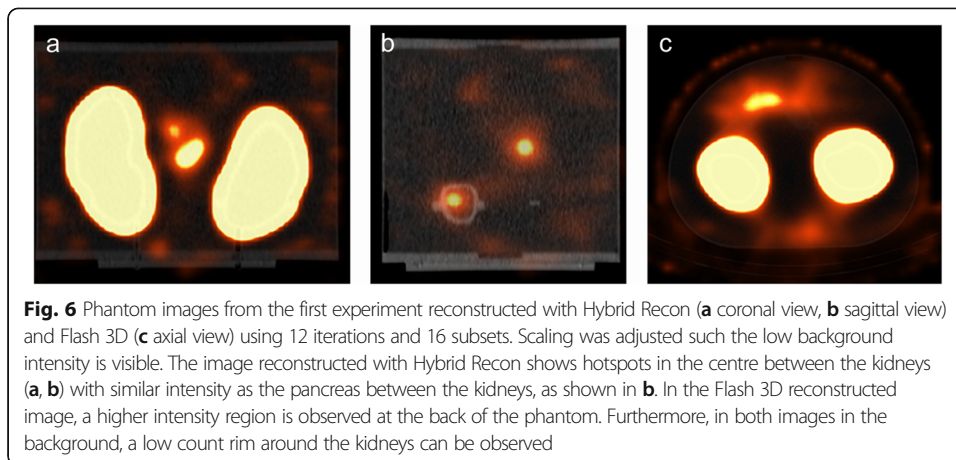 a
b
c
Fig. 6 Phantom images from the first experiment reconstructed with Hybrid Recon (a coronal view, b sagittal view)
and Flash 3D (c axial view) using 12 iterations and 16 subsets. Scaling was adjusted such the low background
intensity is visible. The image reconstructed with Hybrid Recon shows hotspots in the centre between the kidneys
(a, b) with similar intensity as the pancreas between the kidneys, as shown in b. In the Flash 3D reconstructed
image, a higher intensity region is observed at the back of the phantom. Furthermore, in both images in the
background, a low count rim around the kidneys can be observed